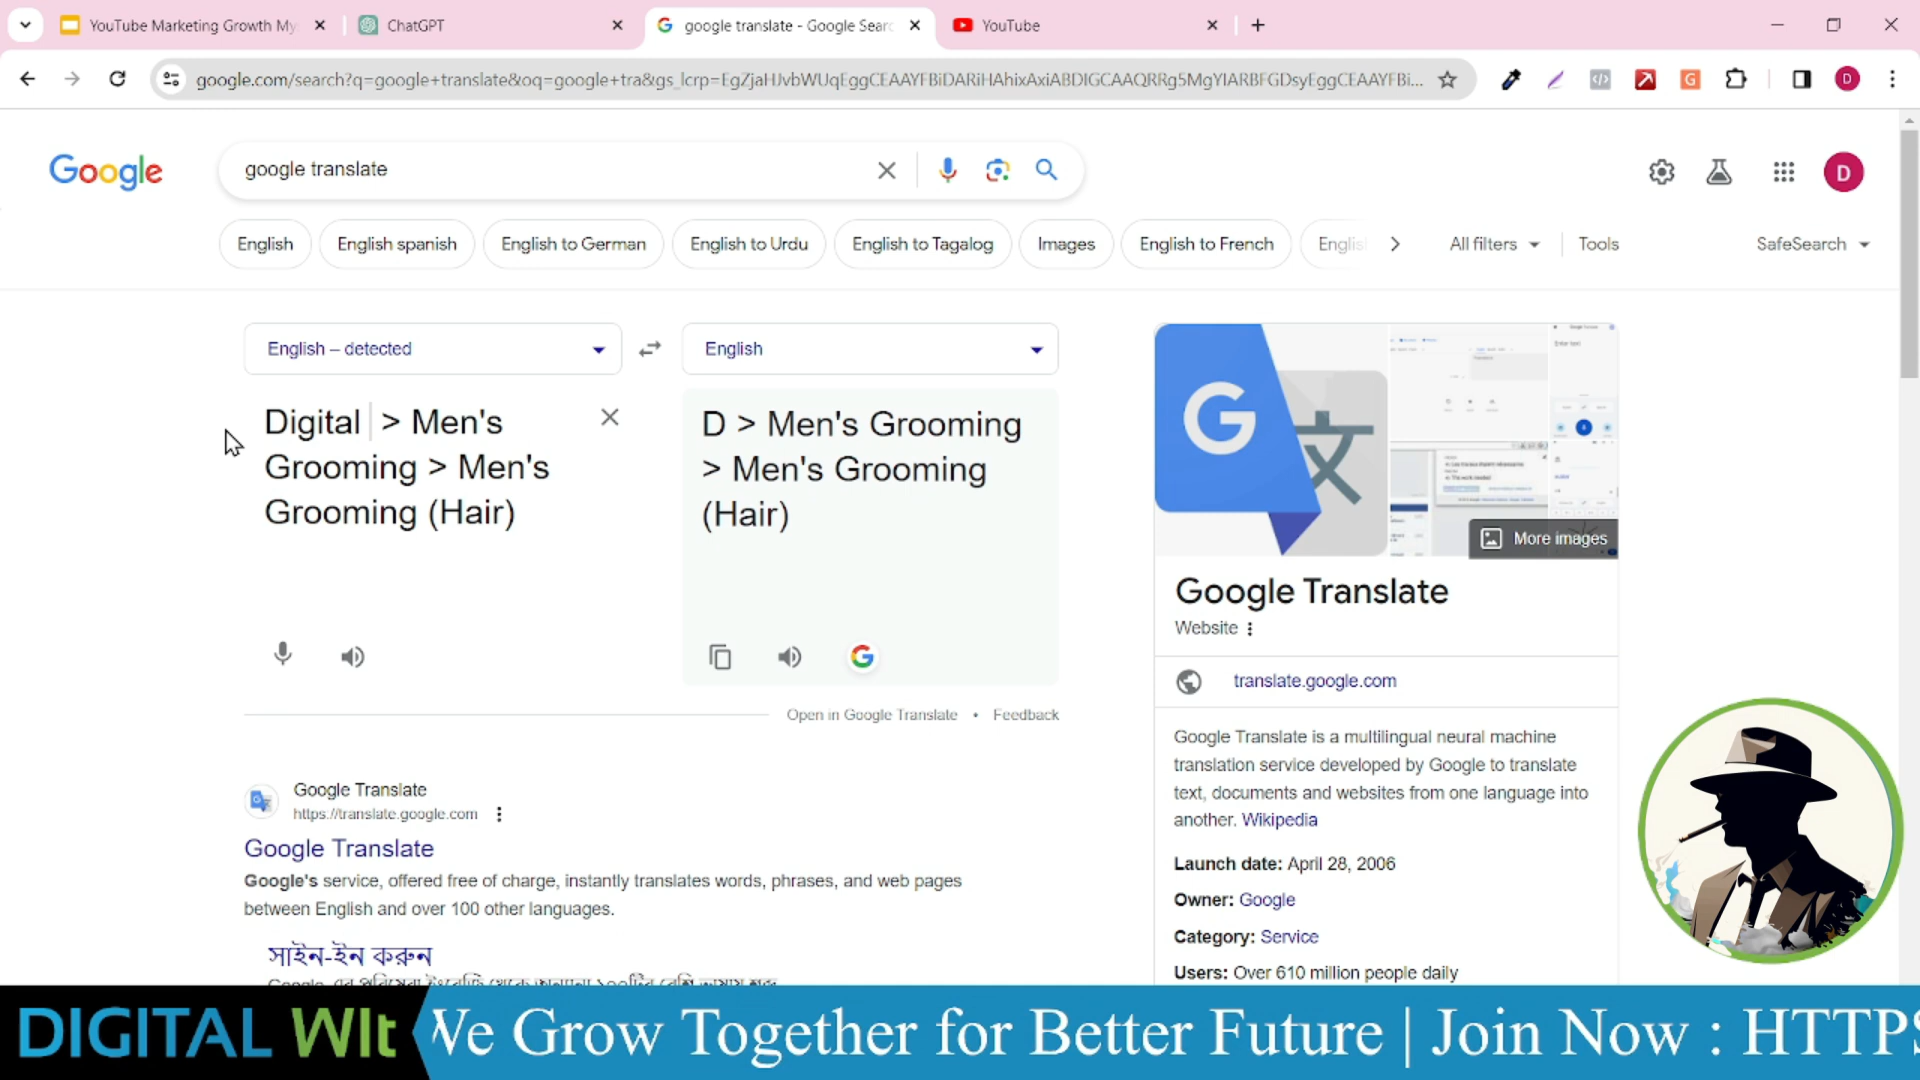 YouTube Marketing Growth My
ChatGPT
google translate - Google Searc
YouTube
google.com/search?q=google+translate&oq=google+tra&gs_lcrp=EgZjaHJvbWUqEggCEAAYFBiDARiHAhixAxiABDIGCAAQRRg5MgYIARBFGDsyEggCEAAYFBi...
D
Google
google translate
D
English
English spanish
English to German
English to Urdu
English to Tagalog
Images
English to French
Englis
All filters
Tools
SafeSearch
English – detected
English
Digital > Men's
Grooming > Men's
Grooming (Hair)
D > Men's Grooming
> Men's Grooming
(Hair)
Open in Google Translate • Feedback
More images
Google Translate
Website
translate.google.com
Google Translate is a multilingual neural machine
translation service developed by Google to translate
text, documents and websites from one language into
another. Wikipedia
Launch date: April 28, 2006
Owner: Google
Category: Service
Users: Over 610 million people daily
Google Translate
https://translate.google.com
Google Translate
Google's service, offered free of charge, instantly translates words, phrases, and web pages
between English and over 100 other languages.
সাইন-ইন করুন
DIGITAL WIt
We Grow Together for Better Future | Join Now : HTTPS